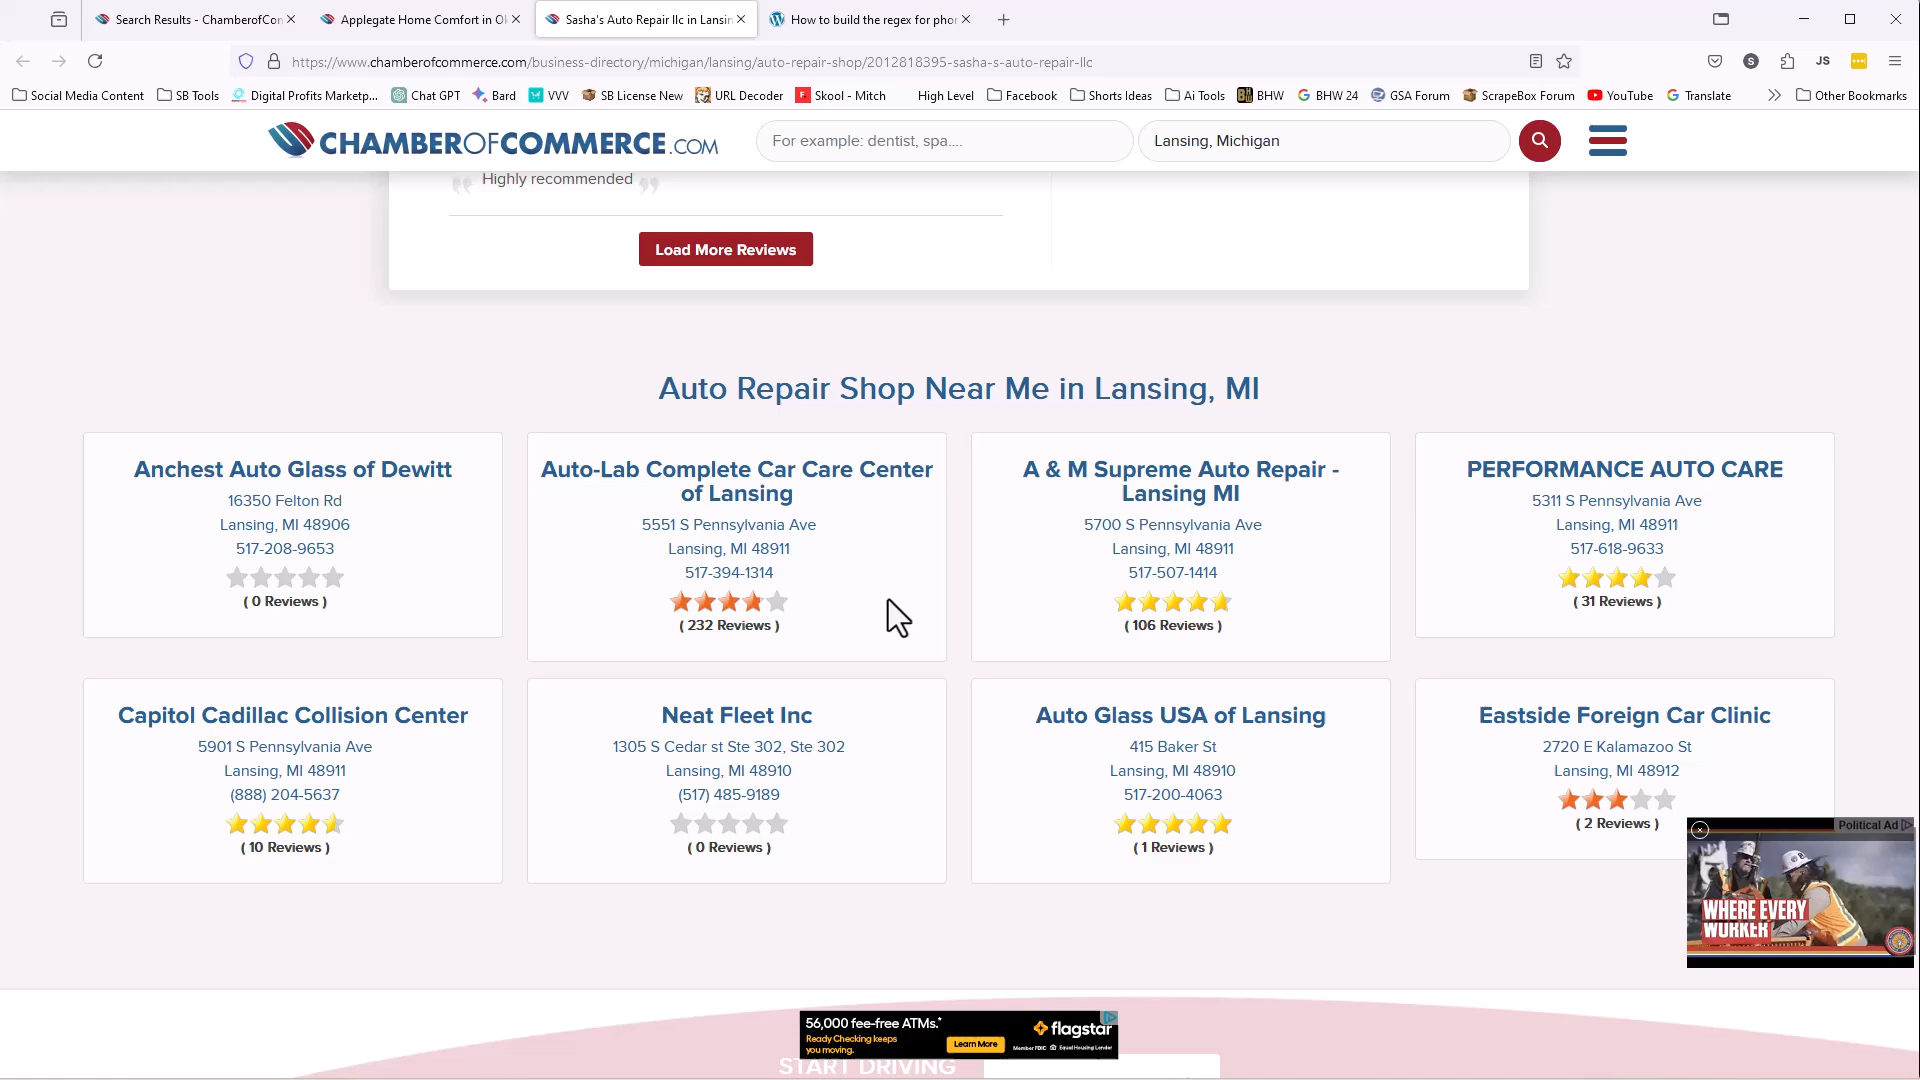 Search Results - ChamberofCon
Applegate Home Comfort in Ok
Sasha's Auto Repair llc in Lansin
How to build the regex for phon
https://www.chamberofcommerce.com/business-directory/michigan/lansing/auto-repair-shop/2012818395-sasha-s-auto-repair-llc
S
JS
Social Media Content
SB Tools
Digital Profits Marketp...
Chat GPT
Bard
VVV
SB License New
URL Decoder
Skool - Mitch
High Level
Facebook
Shorts Ideas
Ai Tools
BHW
BHW 24
GSA Forum
ScrapeBox Forum
YouTube
Translate
Other Bookmarks
CHAMBEROFCOMMERCE.COM
For example: dentist, spa....
Lansing, Michigan
Highly recommended
Load More Reviews
Auto Repair Shop Near Me in Lansing, MI
Anchest Auto Glass of Dewitt
16350 Felton Rd
Lansing, MI 48906
517-208-9653
( 0 Reviews )
Auto-Lab Complete Car Care Center
of Lansing
5551 S Pennsylvania Ave
Lansing, MI 48911
517-394-1314
( 232 Reviews )
A & M Supreme Auto Repair -
Lansing MI
5700 S Pennsylvania Ave
Lansing, MI 48911
517-507-1414
( 106 Reviews )
PERFORMANCE AUTO CARE
5311 S Pennsylvania Ave
Lansing, MI 48911
517-618-9633
( 31 Reviews )
Capitol Cadillac Collision Center
5901 S Pennsylvania Ave
Lansing, MI 48911
(888) 204-5637
( 10 Reviews )
Neat Fleet Inc
1305 S Cedar st Ste 302, Ste 302
Lansing, MI 48910
(517) 485-9189
( 0 Reviews )
Auto Glass USA of Lansing
415 Baker St
Lansing, MI 48910
517-200-4063
( 1 Reviews )
Eastside Foreign Car Clinic
2720 E Kalamazoo St
Lansing, MI 48912
( 2 Reviews )
Political Ad
WHERE EVERY
WORKER
56,000 fee-free ATMs.*
Ready Checking keeps
you moving.
Learn More
flagstar
Member FDIC Equal Housing Lender
START DRIVING